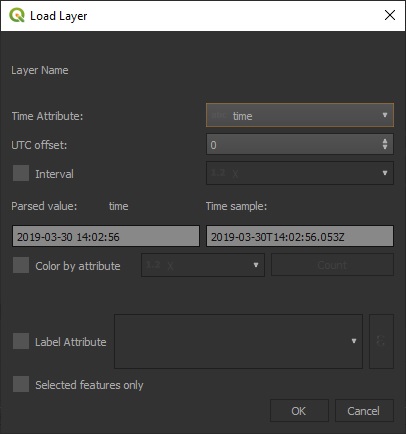 Load Layer
Layer Name
Time Attribute: abc time
UTC offset: 0
Interval 1.2 Y
Parsed value: time Time sample:
2019-03-30 14:02:56 2019-03-30T14:02:56.053Z
Color by attribute 1.2 Y Count
Label Attribute
Selected features only
OK Cancel